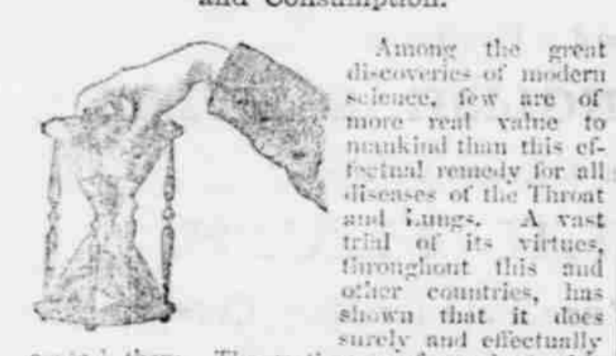 and Consumption.
Among the great
discoveries of modern
science, few are of
more real value to
mankind than this ef-
fectual remedy for all
diseases of the Throat
and Lungs. A vast
trial of its virtues,
throughout this and
other countries, has
shown that it does
surely and effectually